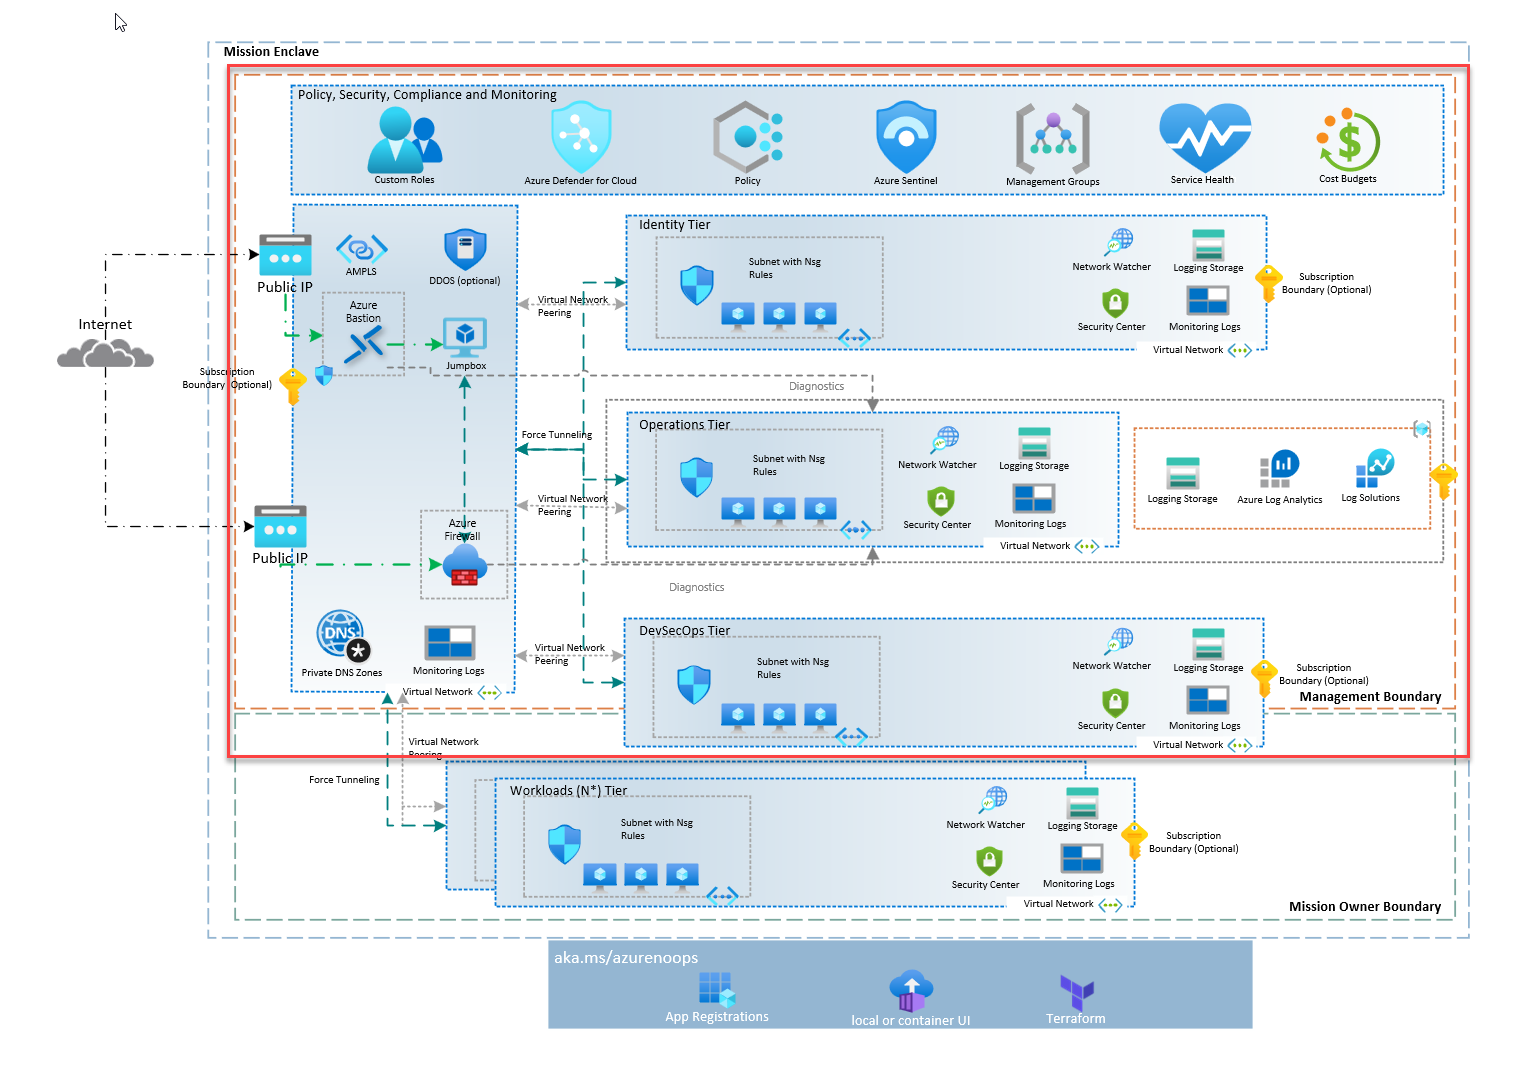 Mission Enclave
Policy, Security, Compliance and Monitoring
Custom Roles
Azure Defender for Cloud
Policy
Azure Sentinel
Management Groups
Service Health
Cost Budgets
Public IP
AMPLS
DDOS (optional)
Azure
Bastion
Jumpbox
Internet
Subscription
Boundary (Optional)
Virtual Network
Peering
Identity Tier
Subnet with Nsg
Rules
Network Watcher
Logging Storage
Security Center
Monitoring Logs
Virtual Network
Subscription
Boundary (Optional)
Diagnostics
Force Tunneling
Operations Tier
Subnet with Nsg
Rules
Network Watcher
Logging Storage
Security Center
Monitoring Logs
Virtual Network
Logging Storage
Azure Log Analytics
Log Solutions
Virtual Network
Peering
Public IP
Azure
Firewall
Diagnostics
DNS
Private DNS Zones
Monitoring Logs
Virtual Network
Virtual Network
Peering
DevSecOps Tier
Subnet with Nsg
Rules
Network Watcher
Logging Storage
Security Center
Monitoring Logs
Virtual Network
Subscription
Boundary (Optional)
Management Boundary
Virtual Network
Peering
Force Tunneling
Workloads (N*) Tier
Subnet with Nsg
Rules
Network Watcher
Logging Storage
Security Center
Monitoring Logs
Virtual Network
Subscription
Boundary (Optional)
Mission Owner Boundary
aka.ms/azurenoops
App Registrations
local or container UI
Terraform